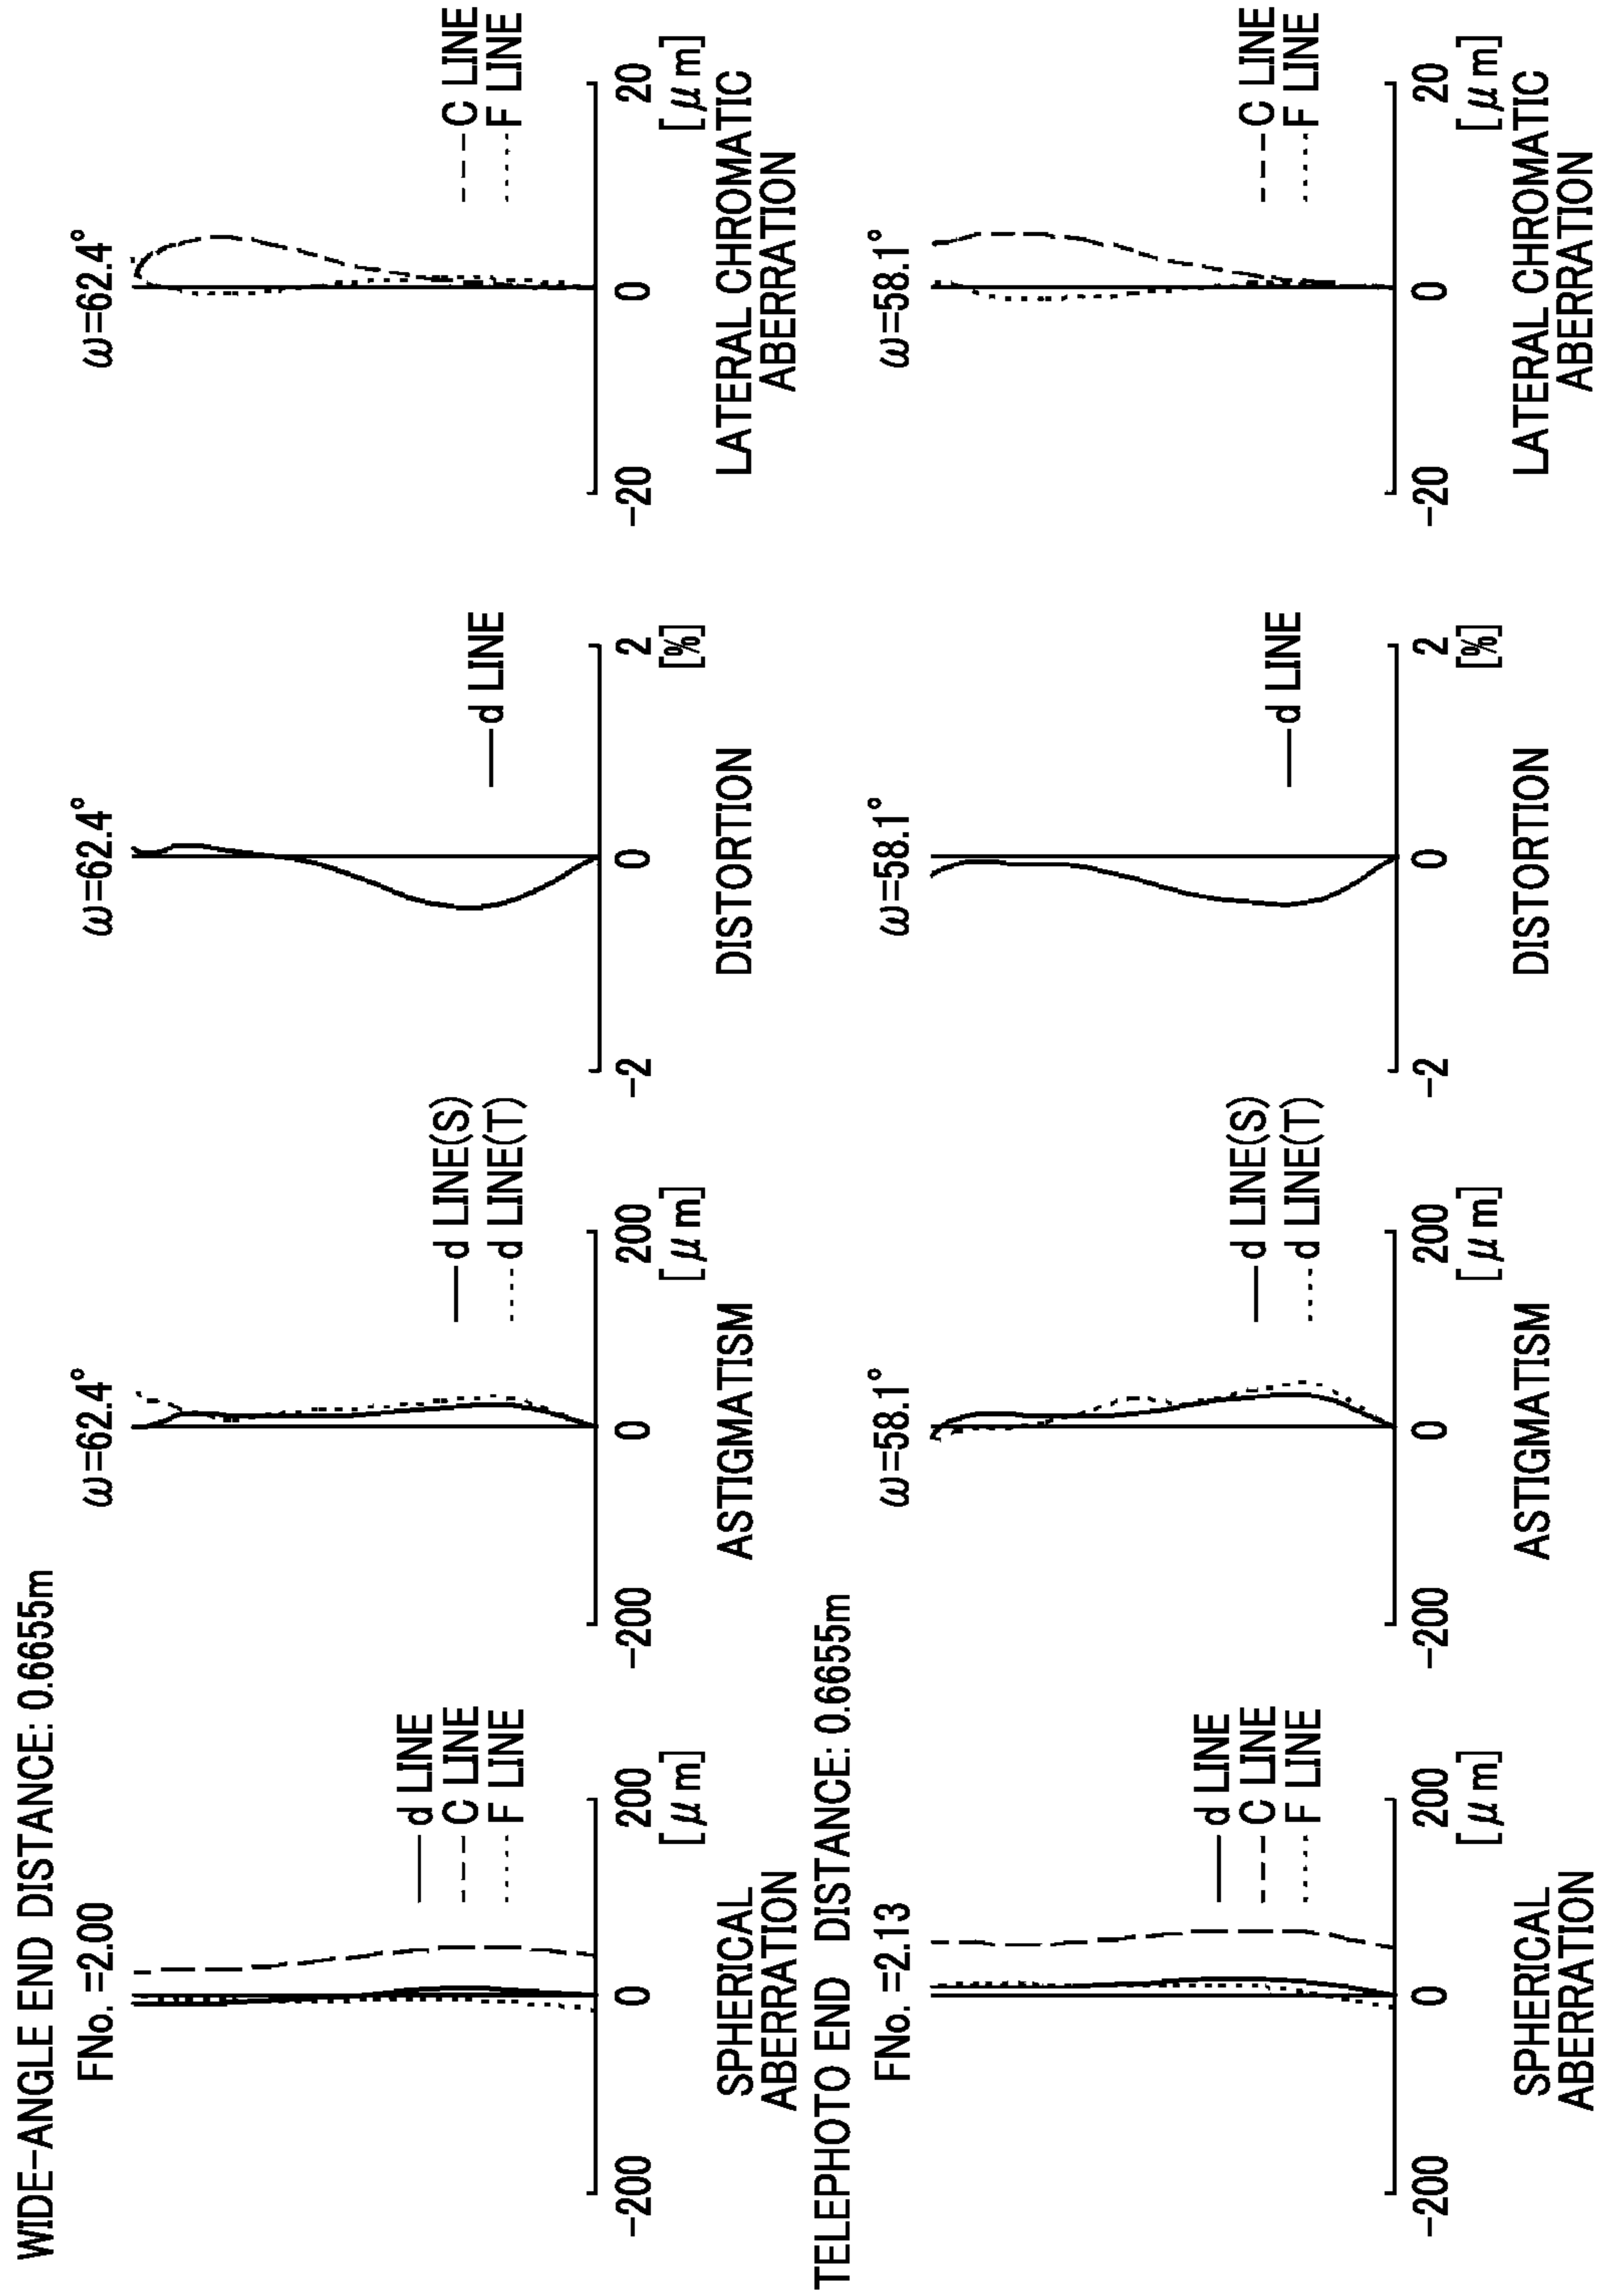 WIDE-ANGLE END DISTANCE: 0.6655m
FNo. =2.00
d LINE
C LINE
F LINE
-200
0
200
[μm]
SPHERICAL
ABERRATION
ω=62.4°
d LINE(S)
d LINE(T)
-200
0
200
[μm]
ASTIGMATISM
ω=62.4°
d LINE
-2
0
2
[%]
DISTORTION
ω=62.4°
C LINE
F LINE
-20
0
20
[μm]
LATERAL CHROMATIC
ABERRATION
TELEPHOTO END DISTANCE: 0.6655m
FNo. =2.13
d LINE
C LINE
F LINE
-200
0
200
[μm]
SPHERICAL
ABERRATION
ω=58.1°
d LINE(S)
d LINE(T)
-200
0
200
[μm]
ASTIGMATISM
ω=58.1°
d LINE
-2
0
2
[%]
DISTORTION
ω=58.1°
C LINE
F LINE
-20
0
20
[μm]
LATERAL CHROMATIC
ABERRATION